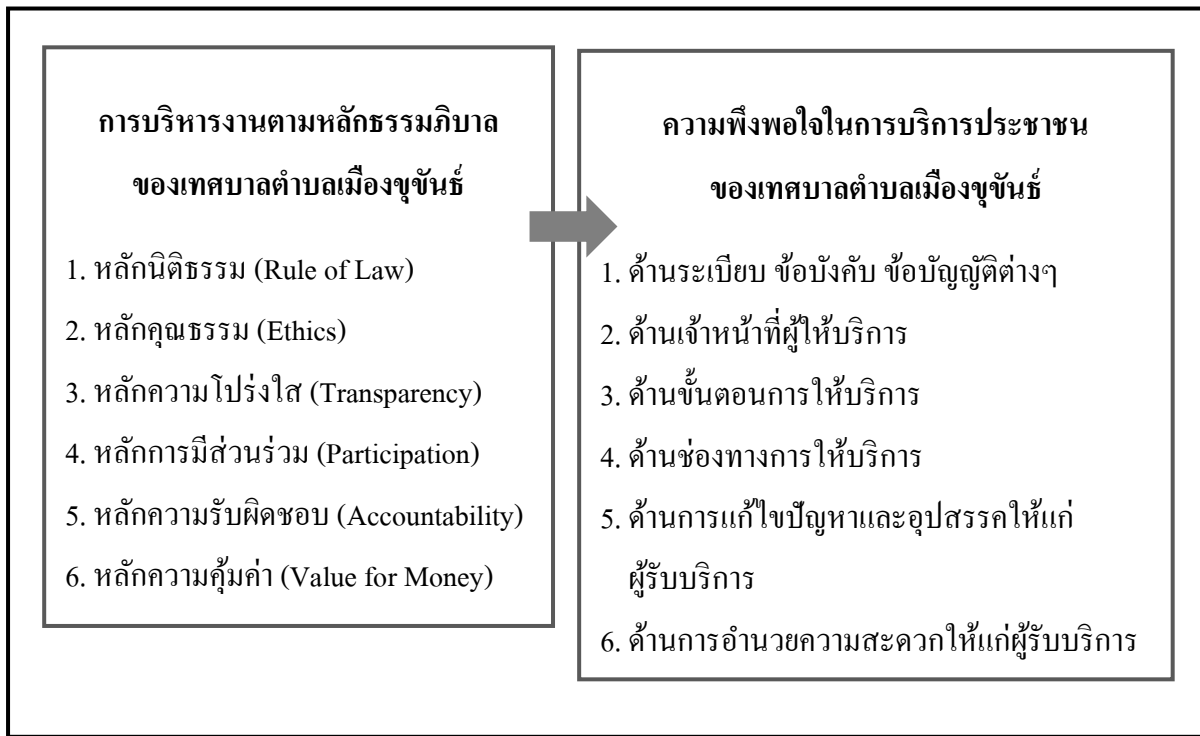 การบริหารงานตามหลักธรรมภิบาล
ของเทศบาลตำบลเมืองขุขันธ์
1. หลักนิติธรรม (Rule of Law)
2. หลักคุณธรรม (Ethics)
3. หลักความโปร่งใส (Transparency)
4. หลักการมีส่วนร่วม (Participation)
5. หลักความรับผิดชอบ (Accountability)
6. หลักความคุ้มค่า (Value for Money)
ความพึงพอใจในการบริการประชาชน
ของเทศบาลตำบลเมืองขุขันธ์
1. ด้านระเบียบ ข้อบังคับ ข้อบัญญัติต่างๆ
2. ด้านเจ้าหน้าที่ผู้ให้บริการ
3. ด้านขั้นตอนการให้บริการ
4. ด้านช่องทางการให้บริการ
5. ด้านการแก้ไขปัญหาและอุปสรรคให้แก่
ผู้รับบริการ
6. ด้านการอำนวยความสะดวกให้แก่ผู้รับบริการ